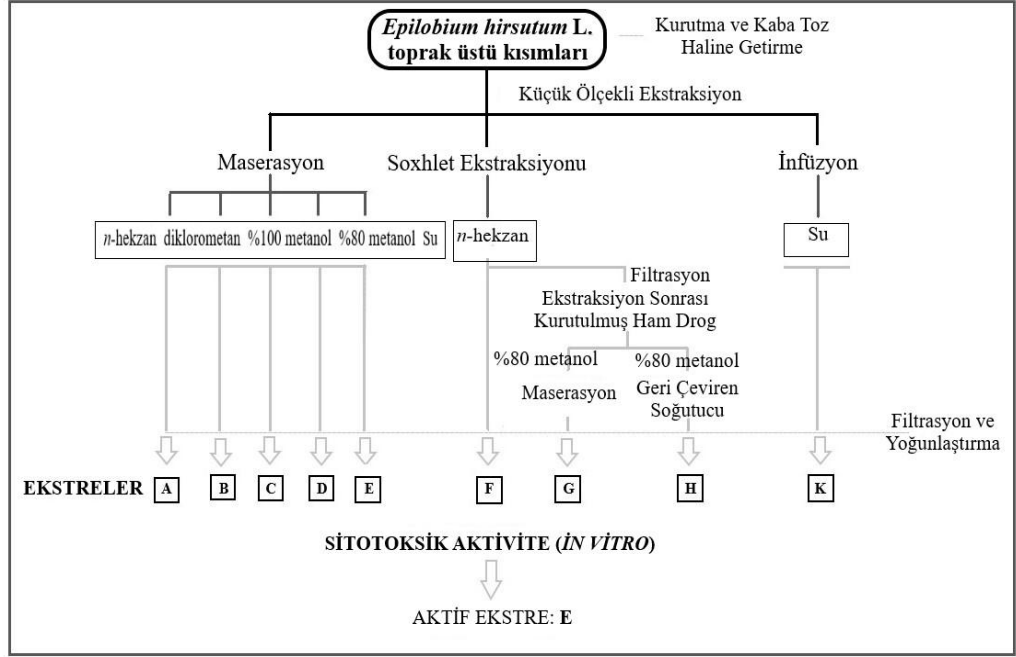 Epilobium hirsutum L.
toprak üstü kısımları
Kurutma ve Kaba Toz
Haline Getirme
Küçük Ölçekli Ekstraksiyon
Maserasyon
Soxhlet Ekstraksiyonu
İnfüzyon
n-hekzan diklorometan %100 metanol %80 metanol Su
n-hekzan
Su
Filtrasyon
Ekstraksiyon Sonrası
Kurutulmuş Ham Drog
%80 metanol
%80 metanol
Maserasyon
Geri Çeviren
Soğutucu
Filtrasyon ve
Yoğunlaştırma
EKSTRELER A B C D E F G H K
SİTOTOKSİK AKTİVİTE (İN VİTRO)
AKTİF EKSTRE: E